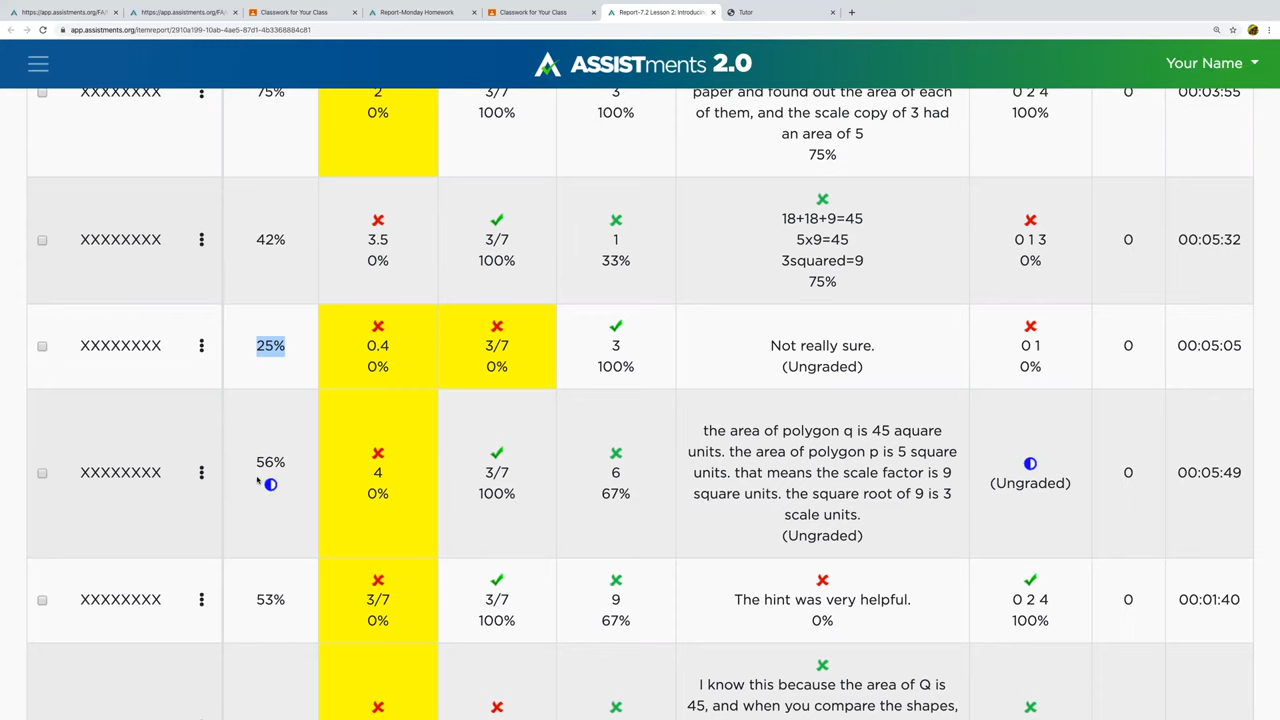 https://app.assistments.org/FA
https://app.assistments.org/FA
Classwork for Your Class
Report-Monday Homework
Classwork for Your Class
Report-7.2 Lesson 2: Introducin
Tutor
app.assistments.org/itemreport/2910a199-10ab-4ae5-87d1-4b3368884c81
ASSISTments 2.0
Your Name
XXXXXXXX 75% 2 3/7 3 paper and found out the area of each 0 2 4 0 00:03:55
0% 100% 100% of them, and the scale copy of 3 had 100%
an area of 5
75%
18+18+9=45
XXXXXXXX 42% 3.5 3/7 1 5x9=45 0 1 3 0 00:05:32
0% 100% 33% 3squared=9 0%
75%
XXXXXXXX 25% 0.4 3/7 3 Not really sure. 0 1 0 00:05:05
0% 0% 100% (Ungraded) 0%
the area of polygon q is 45 aquare
56% units. the area of polygon p is 5 square
XXXXXXXX 4 3/7 6 units. that means the scale factor is 9 (Ungraded) 0 00:05:49
0% 100% 67% square units. the square root of 9 is 3
scale units.
(Ungraded)
XXXXXXXX 53% 3/7 3/7 9 The hint was very helpful. 0 2 4 0 00:01:40
0% 100% 67% 0% 100%
I know this because the area of Q is
45, and when you compare the shapes,